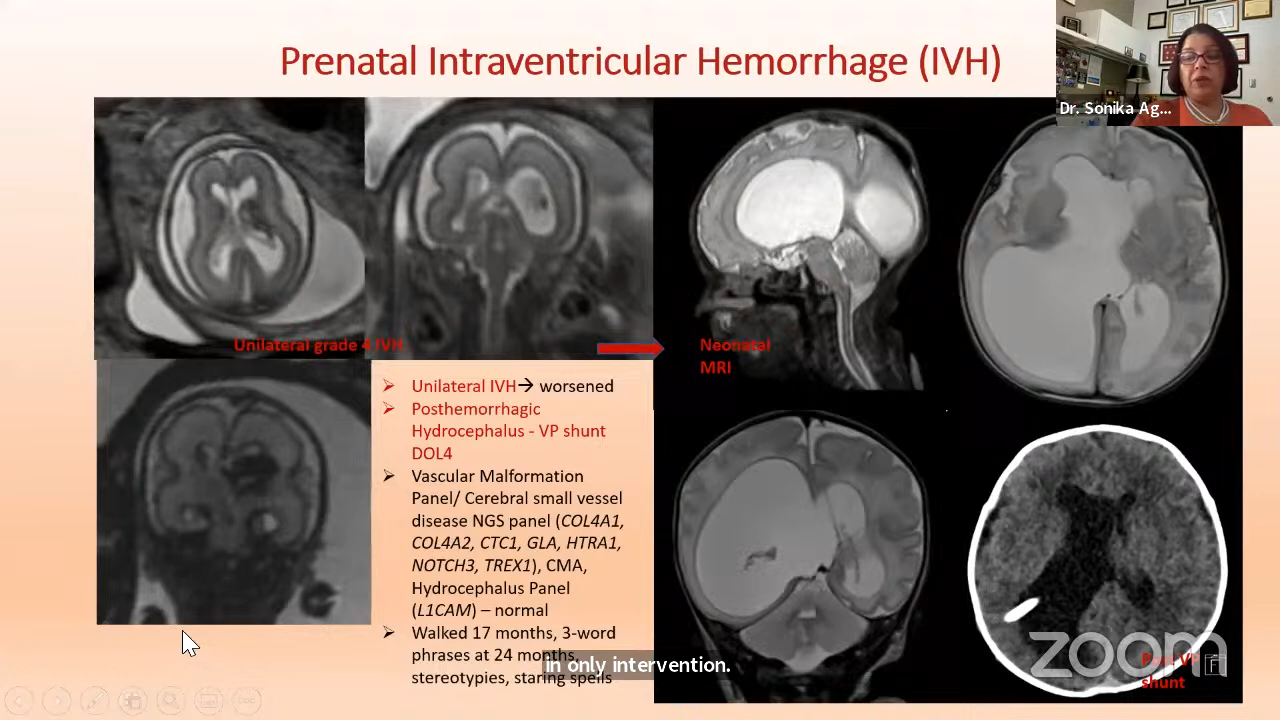 Prenatal Intraventricular Hemorrhage (IVH)
Dr. Sonika Ag...
Unilateral grade 4 IVH
Neonatal
MRI
Unilateral IVH→ worsened
Posthemorrhagic
Hydrocephalus - VP shunt
DOL4
Vascular Malformation
Panel/ Cerebral small vessel
disease NGS panel (COL4A1,
COL4A2, CTC1, GLA, HTRA1,
NOTCH3, TREX1), CMA,
Hydrocephalus Panel
(L1CAM) – normal
Walked 17 months, 3-word
phrases at 24 months,
stereotypies, staring spells
in only intervention.
zoom
Post VP
shunt